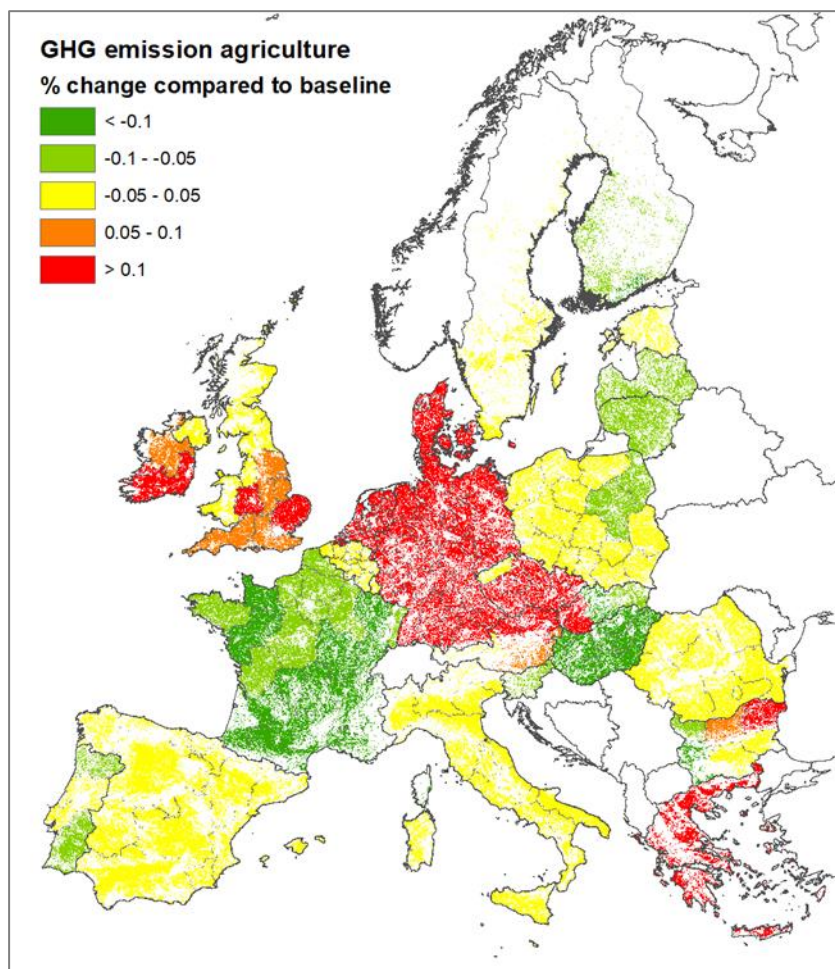 GHG emission agriculture
% change compared to baseline
< -0.1
-0.1 - -0.05
-0.05 - 0.05
0.05 - 0.1
> 0.1